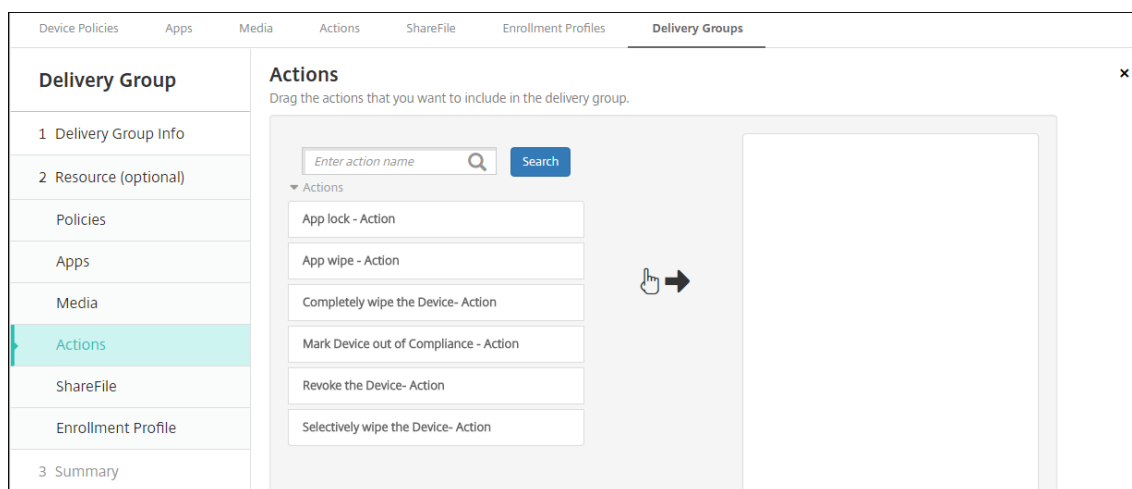 Device Policies Apps Media Actions ShareFile Enrollment Profiles Delivery Groups
Delivery Group
1 Delivery Group Info
2 Resource (optional)
Policies
Apps
Media
Actions
ShareFile
Enrollment Profile
3 Summary
Actions
Drag the actions that you want to include in the delivery group.
Enter action name Search
Actions
App lock - Action
App wipe - Action
Completely wipe the Device- Action
Mark Device out of Compliance - Action
Revoke the Device- Action
Selectively wipe the Device- Action